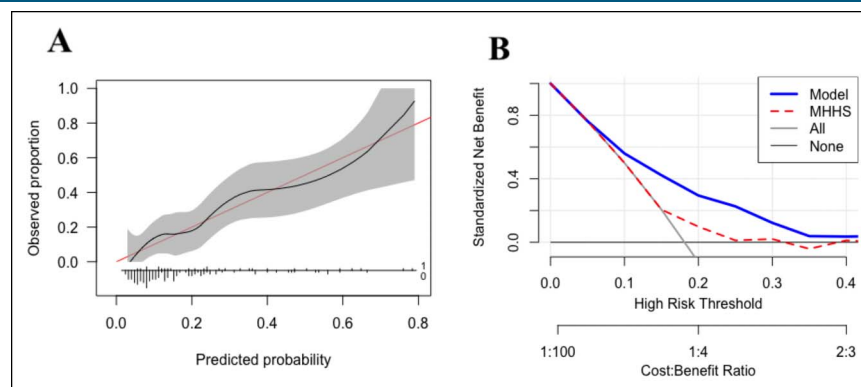 A
1.0
0.8
0.6
0.4
0.2
0.0
Observed proportion
1
0
0.0 0.2 0.4 0.6 0.8
Predicted probability
B
Model
MHHS
All
None
0.8
0.4
0.0
Standardized Net Benefit
0.0 0.1 0.2 0.3 0.4
High Risk Threshold
1:100 1:4 2:3
Cost:Benefit Ratio